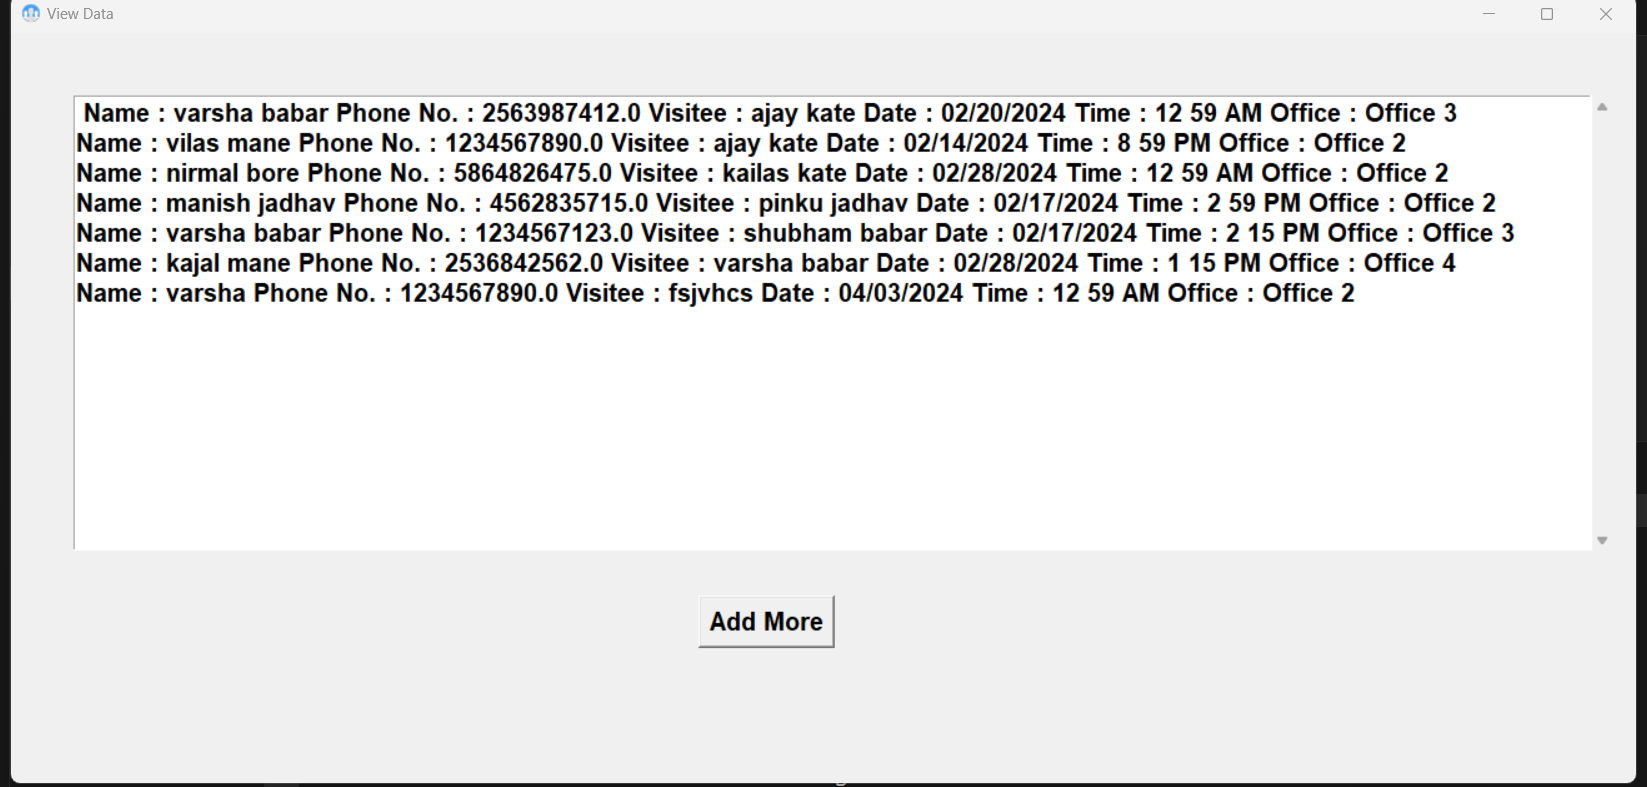 View Data
Name : varsha babar Phone No. : 2563987412.0 Visitee : ajay kate Date : 02/20/2024 Time : 12 59 AM Office : Office 3
Name : vilas mane Phone No. : 1234567890.0 Visitee : ajay kate Date : 02/14/2024 Time : 8 59 PM Office : Office 2
Name : nirmal bore Phone No. : 5864826475.0 Visitee : kailas kate Date : 02/28/2024 Time : 12 59 AM Office : Office 2
Name : manish jadhav Phone No. : 4562835715.0 Visitee : pinku jadhav Date : 02/17/2024 Time : 2 59 PM Office : Office 2
Name : varsha babar Phone No. : 1234567123.0 Visitee : shubham babar Date : 02/17/2024 Time : 2 15 PM Office : Office 3
Name : kajal mane Phone No. : 2536842562.0 Visitee : varsha babar Date : 02/28/2024 Time : 1 15 PM Office : Office 4
Name : varsha Phone No. : 1234567890.0 Visitee : fsjvhcs Date : 04/03/2024 Time : 12 59 AM Office : Office 2
Add More